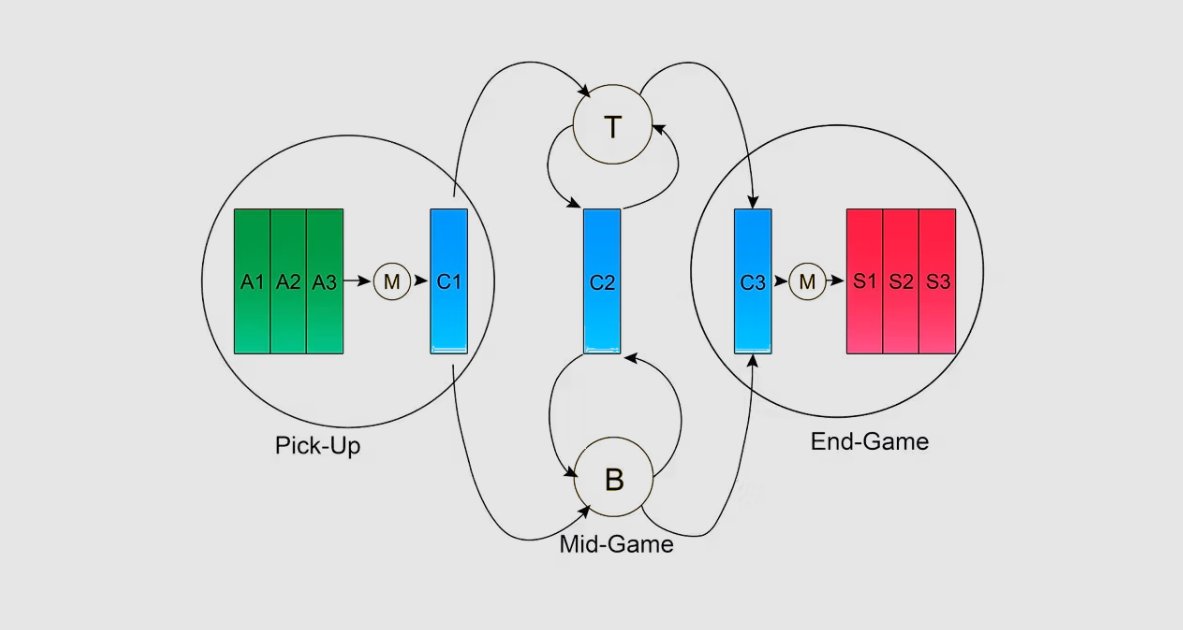 T
A1 A2 A3 M C1 C2 C3 M S1 S2 S3
Pick-Up
End-Game
B
Mid-Game